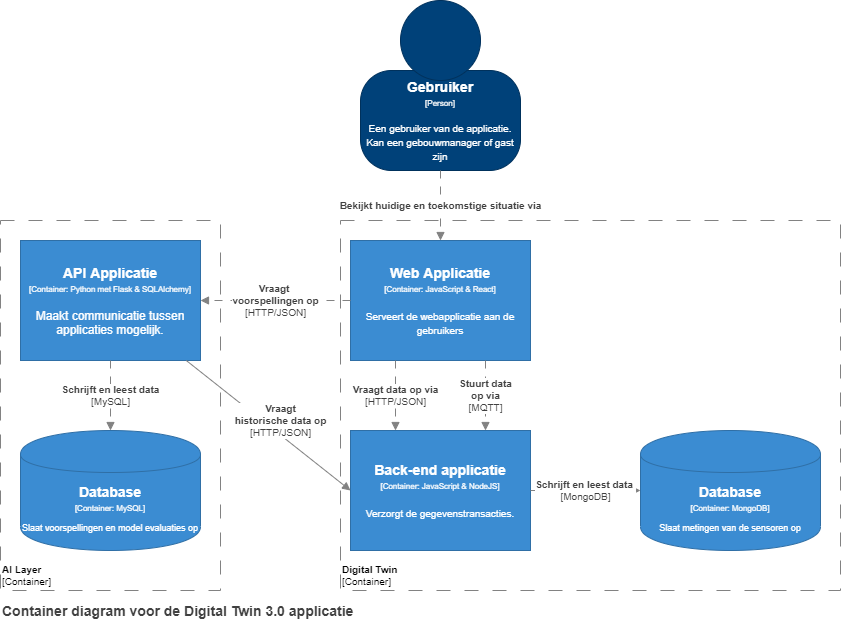 Gebruiker
[Person]
Een gebruiker van de applicatie.
Kan een gebouwmanager of gast
zijn
Bekijkt huidige en toekomstige situatie via
API Applicatie
[Container: Python met Flask & SQLAlchemy]
Maakt communicatie tussen
applicaties mogelijk.
Vraagt
voorspellingen op
[HTTP/JSON]
Web Applicatie
[Container: JavaScript & React]
Serveert de webapplicatie aan de
gebruikers
Schrijft en leest data
[MySQL]
Vraagt
historische data op
[HTTP/JSON]
Vraagt data op via
[HTTP/JSON]
Stuurt data
op via
[MQTT]
Database
[Container: MySQL]
Slaat voorspellingen en model evaluaties op
Back-end applicatie
[Container: JavaScript & NodeJS]
Verzorgt de gegevenstransacties.
Schrijft en leest data
[MongoDB]
Database
[Container: MongoDB]
Slaat metingen van de sensoren op
AI Layer
[Container]
Digital Twin
[Container]
Container diagram voor de Digital Twin 3.0 applicatie